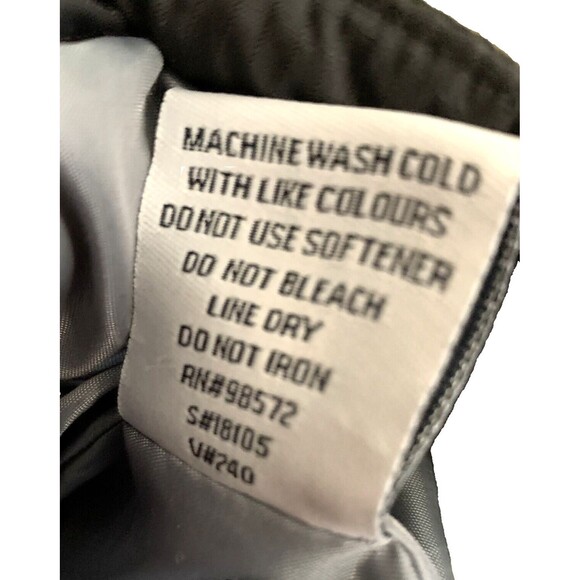 MACHINE WASH COLD
WITH LIKE COLOURS
DO NOT USE SOFTENER
DO NOT BLEACH
LINE DRY
DO NOT IRON
RN#98572
S#18105
V#240